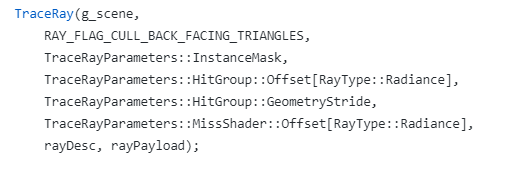 TraceRay(g_scene,
    RAY_FLAG_CULL_BACK_FACING_TRIANGLES,
    TraceRayParameters::InstanceMask,
    TraceRayParameters::HitGroup::Offset[RayType::Radiance],
    TraceRayParameters::HitGroup::GeometryStride,
    TraceRayParameters::MissShader::Offset[RayType::Radiance],
    rayDesc, rayPayload);